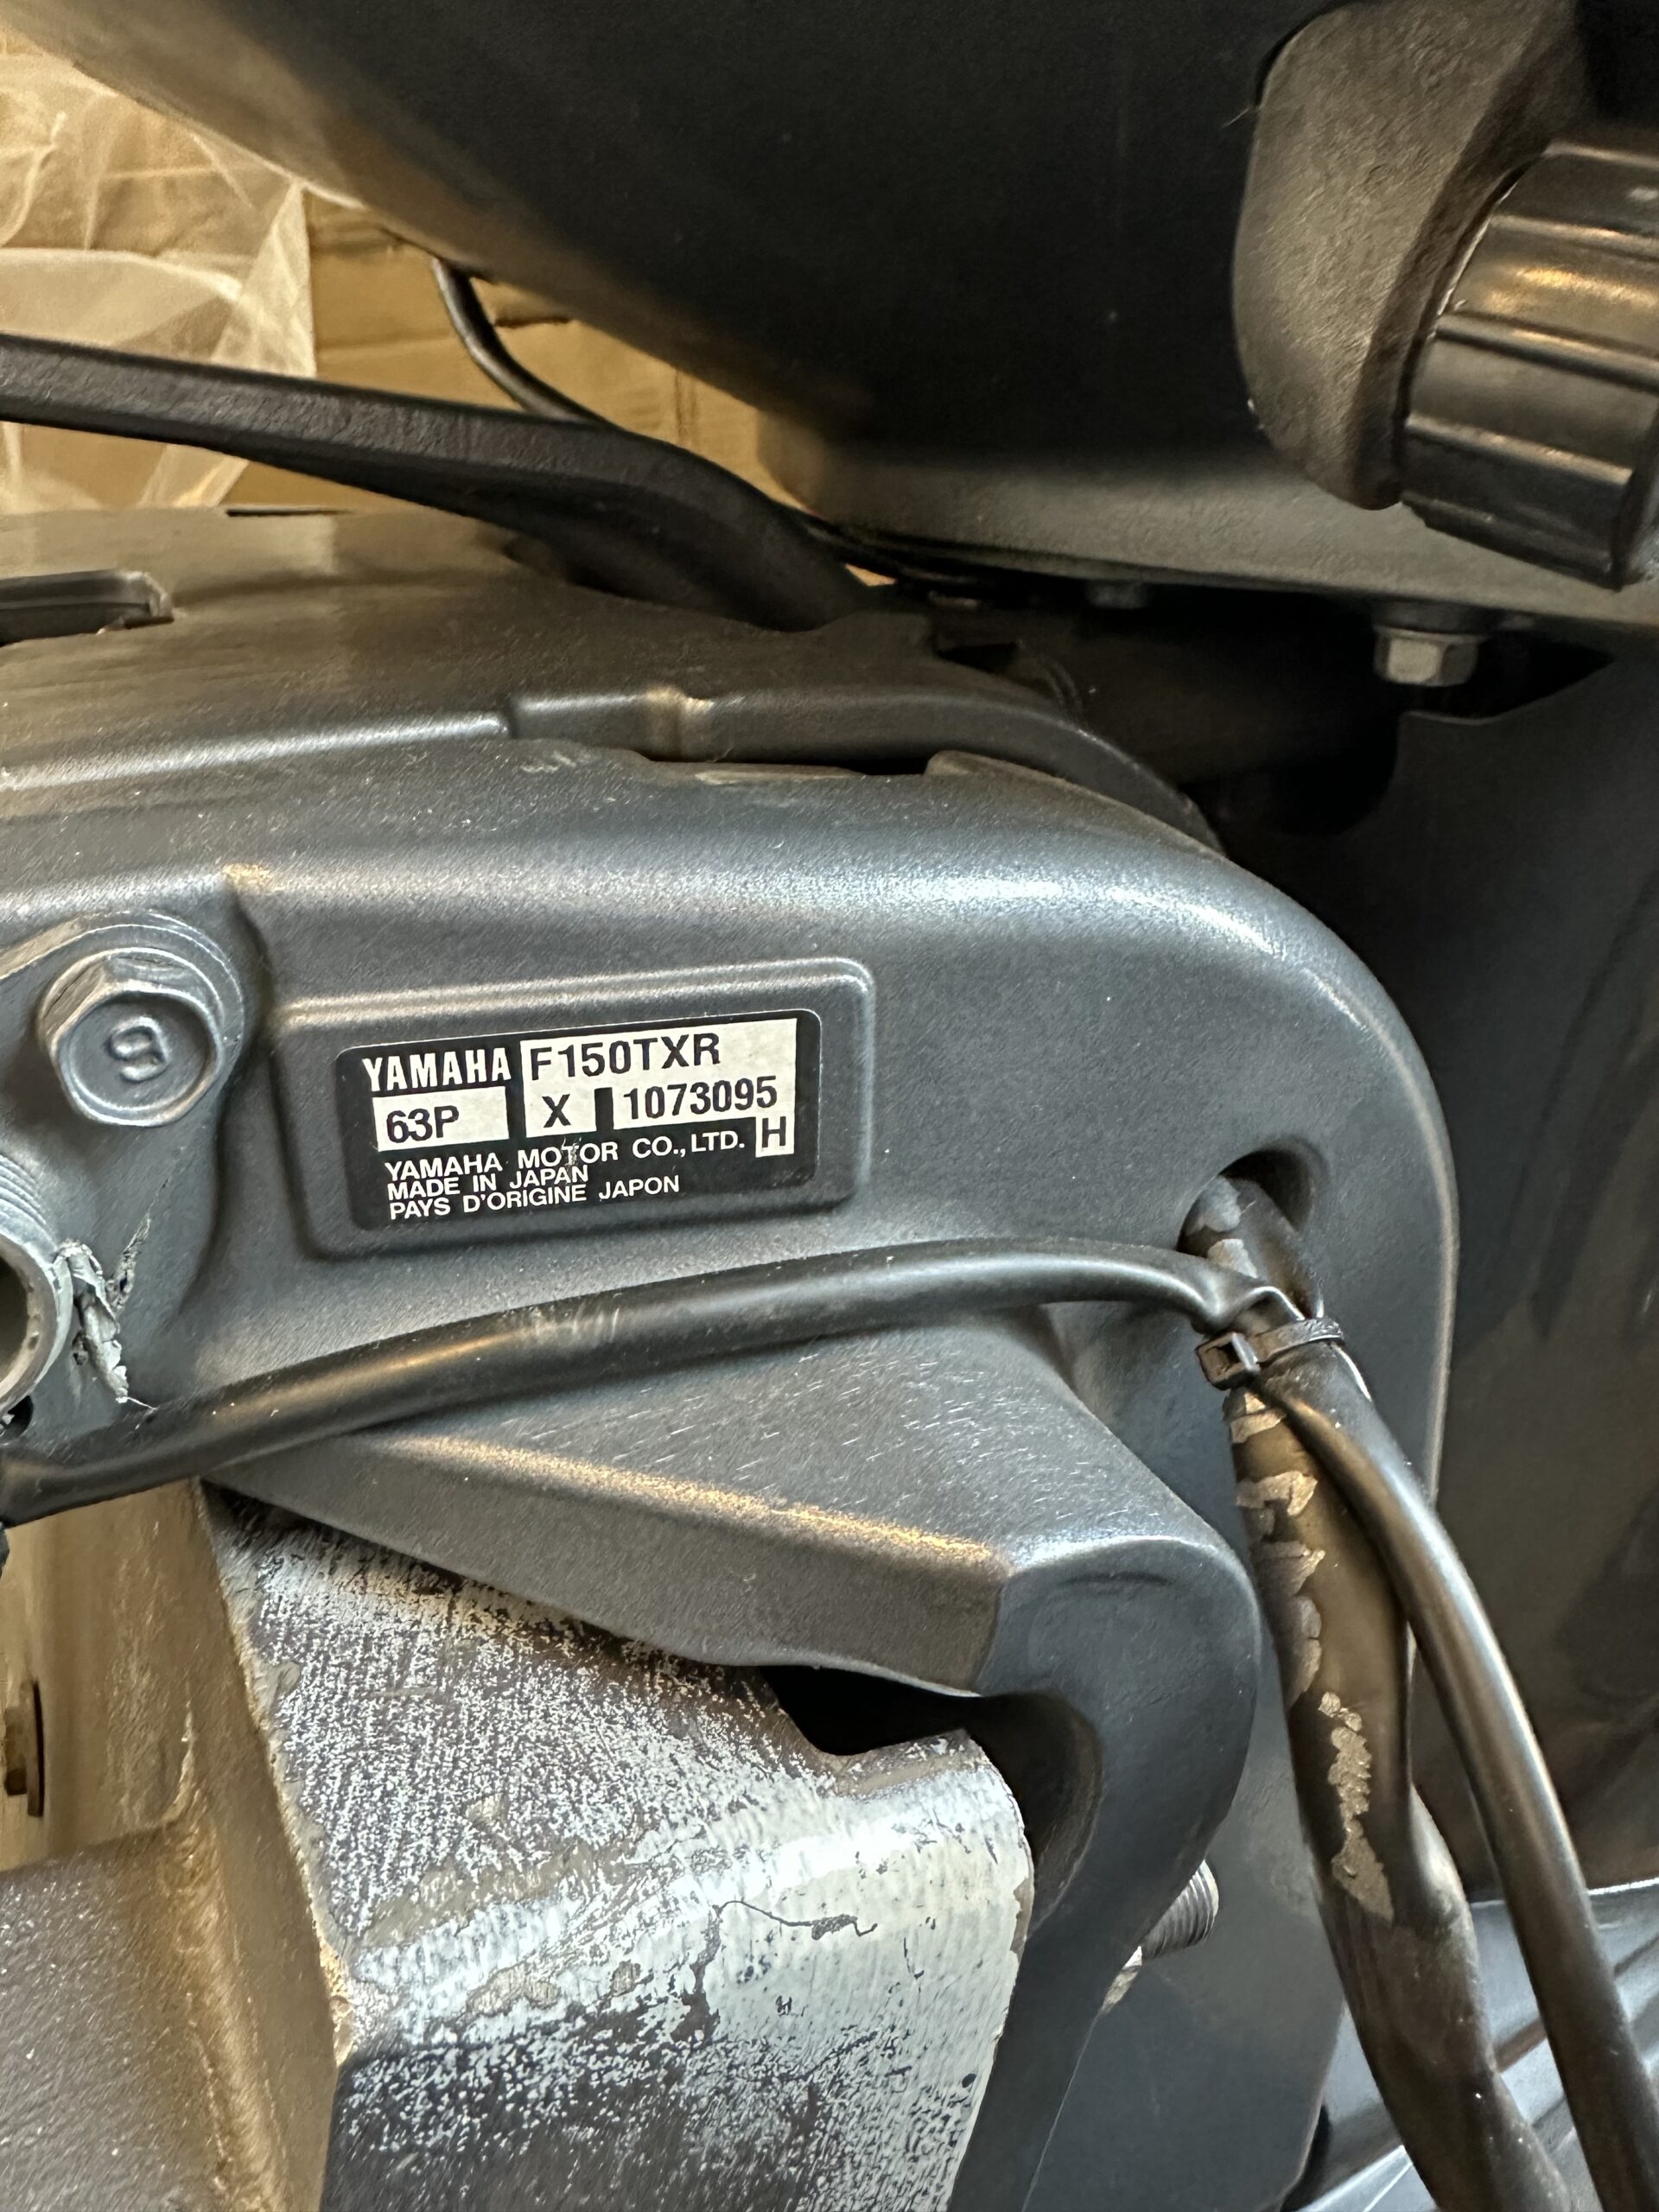 YAMAHA F150TXR
63P X 1073095
H
YAMAHA MOTOR CO., LTD.
MADE IN JAPAN
PAYS D'ORIGINE JAPON